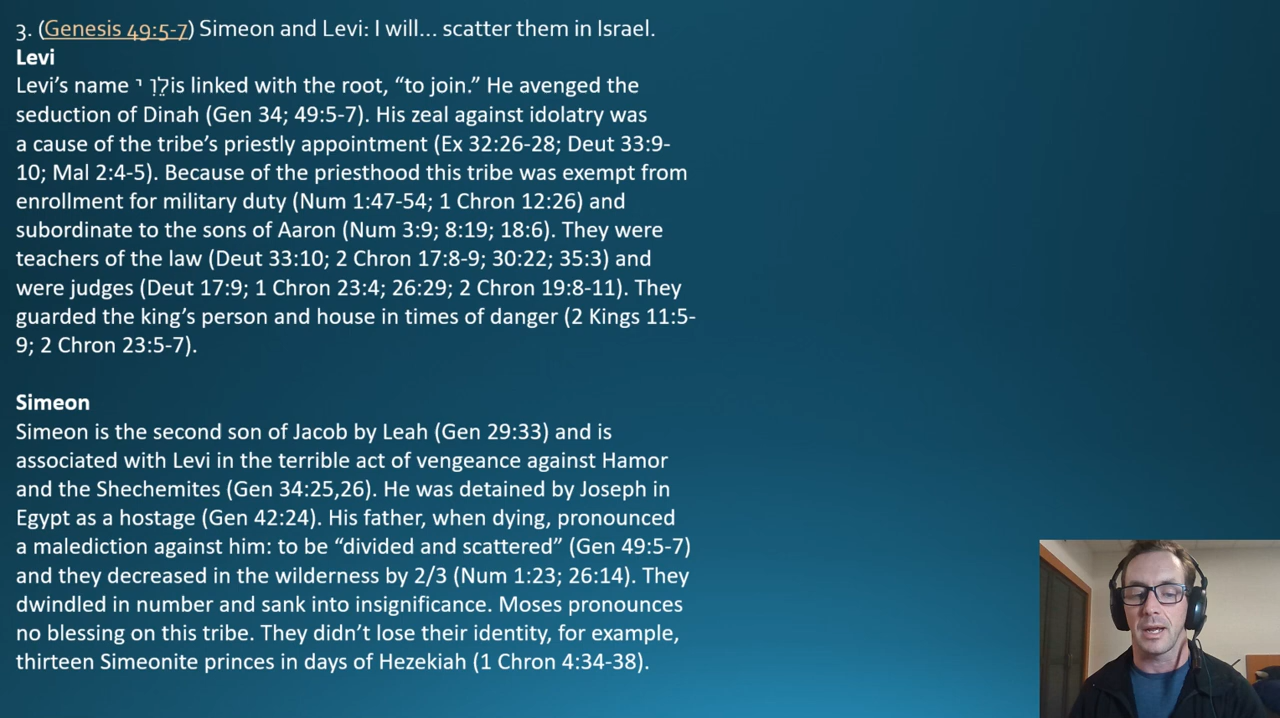 3. (Genesis 49:5-7) Simeon and Levi: I will... scatter them in Israel.
Levi
Levi's name לֵוִ י is linked with the root, "to join." He avenged the
seduction of Dinah (Gen 34; 49:5-7). His zeal against idolatry was
a cause of the tribe's priestly appointment (Ex 32:26-28; Deut 33:9-
10; Mal 2:4-5). Because of the priesthood this tribe was exempt from
enrollment for military duty (Num 1:47-54; 1 Chron 12:26) and
subordinate to the sons of Aaron (Num 3:9; 8:19; 18:6). They were
teachers of the law (Deut 33:10; 2 Chron 17:8-9; 30:22; 35:3) and
were judges (Deut 17:9; 1 Chron 23:4; 26:29; 2 Chron 19:8-11). They
guarded the king's person and house in times of danger (2 Kings 11:5-
9; 2 Chron 23:5-7).
Simeon
Simeon is the second son of Jacob by Leah (Gen 29:33) and is
associated with Levi in the terrible act of vengeance against Hamor
and the Shechemites (Gen 34:25,26). He was detained by Joseph in
Egypt as a hostage (Gen 42:24). His father, when dying, pronounced
a malediction against him: to be "divided and scattered" (Gen 49:5-7)
and they decreased in the wilderness by 2/3 (Num 1:23; 26:14). They
dwindled in number and sank into insignificance. Moses pronounces
no blessing on this tribe. They didn't lose their identity, for example,
thirteen Simeonite princes in days of Hezekiah (1 Chron 4:34-38).